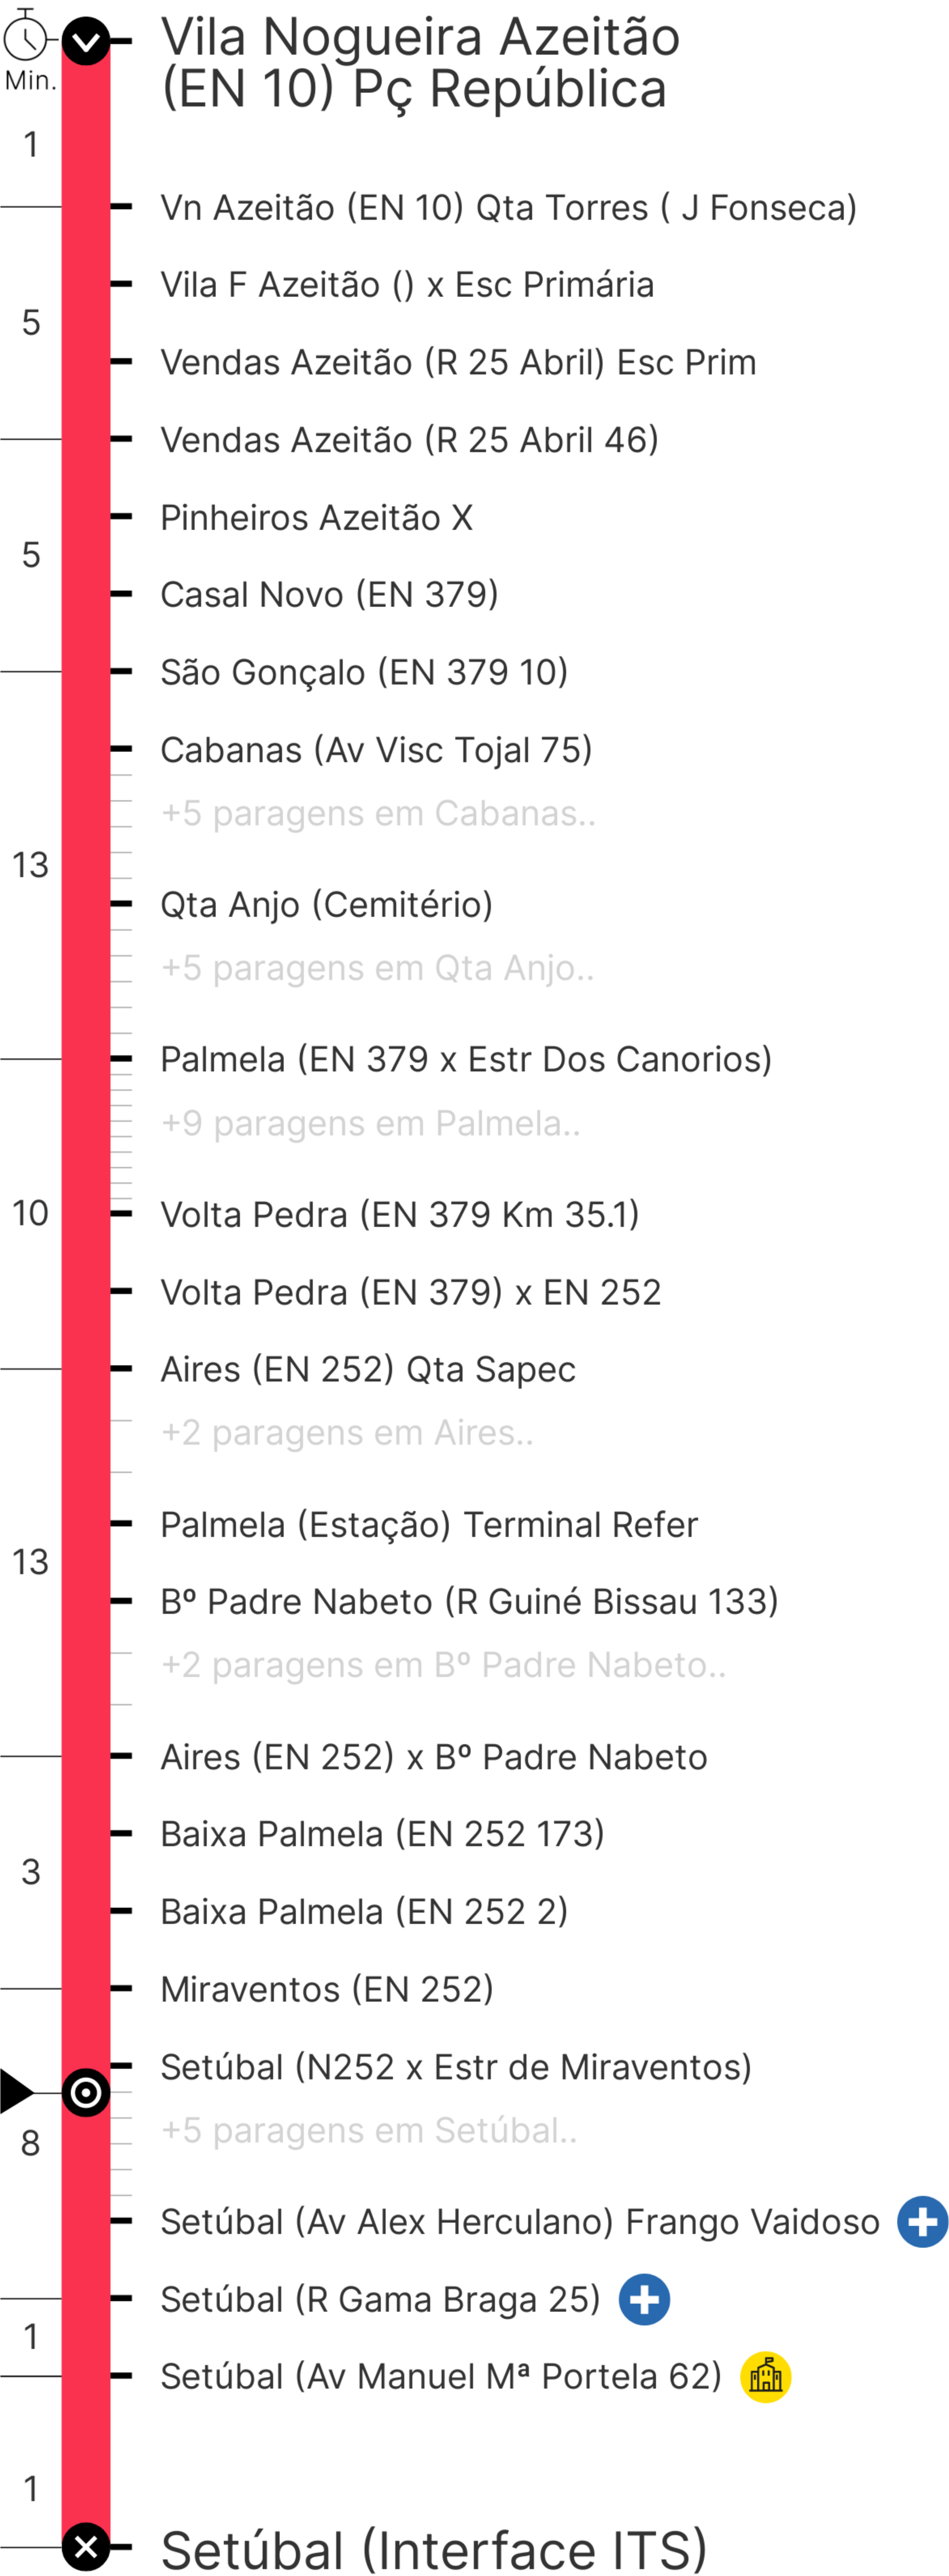 Vila Nogueira Azeitão
(EN 10) Pç República
Min.
1
Vn Azeitão (EN 10) Qta Torres ( J Fonseca)
Vila F Azeitão () x Esc Primária
5
Vendas Azeitão (R 25 Abril) Esc Prim
Vendas Azeitão (R 25 Abril 46)
Pinheiros Azeitão X
5
Casal Novo (EN 379)
São Gonçalo (EN 379 10)
Cabanas (Av Visc Tojal 75)
+5 paragens em Cabanas..
13
Qta Anjo (Cemitério)
+5 paragens em Qta Anjo..
Palmela (EN 379 x Estr Dos Canorios)
+9 paragens em Palmela..
10
Volta Pedra (EN 379 Km 35.1)
Volta Pedra (EN 379) x EN 252
Aires (EN 252) Qta Sapec
+2 paragens em Aires..
Palmela (Estação) Terminal Refer
13
Bº Padre Nabeto (R Guiné Bissau 133)
+2 paragens em Bº Padre Nabeto..
Aires (EN 252) x Bº Padre Nabeto
Baixa Palmela (EN 252 173)
3
Baixa Palmela (EN 252 2)
Miraventos (EN 252)
Setúbal (N252 x Estr de Miraventos)
+5 paragens em Setúbal..
8
Setúbal (Av Alex Herculano) Frango Vaidoso
Setúbal (R Gama Braga 25)
1
Setúbal (Av Manuel Mª Portela 62)
1
Setúbal (Interface ITS)